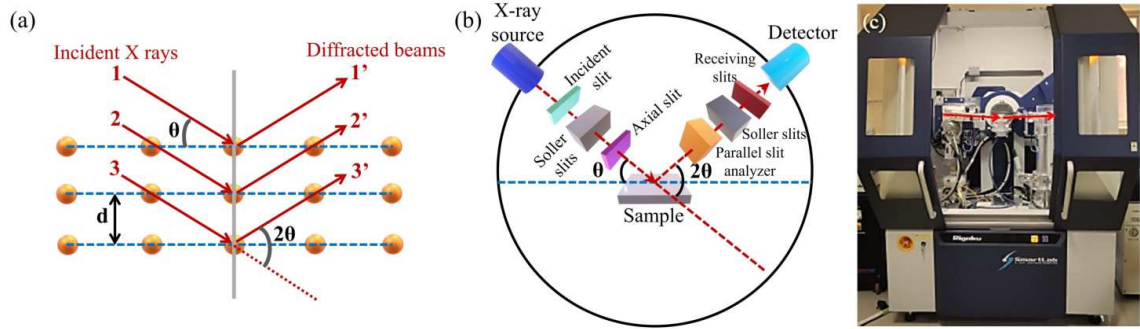 (a)
Incident X rays
Diffracted beams
1
1'
2
2'
θ
3
3'
d
2θ
(b)
X-ray
source
Detector
Incident
slit
Receiving
slits
Soller
slits
Axial slit
Soller slits
Parallel slit
analyzer
θ
2θ
Sample
(c)
Rigaku
SmartLab